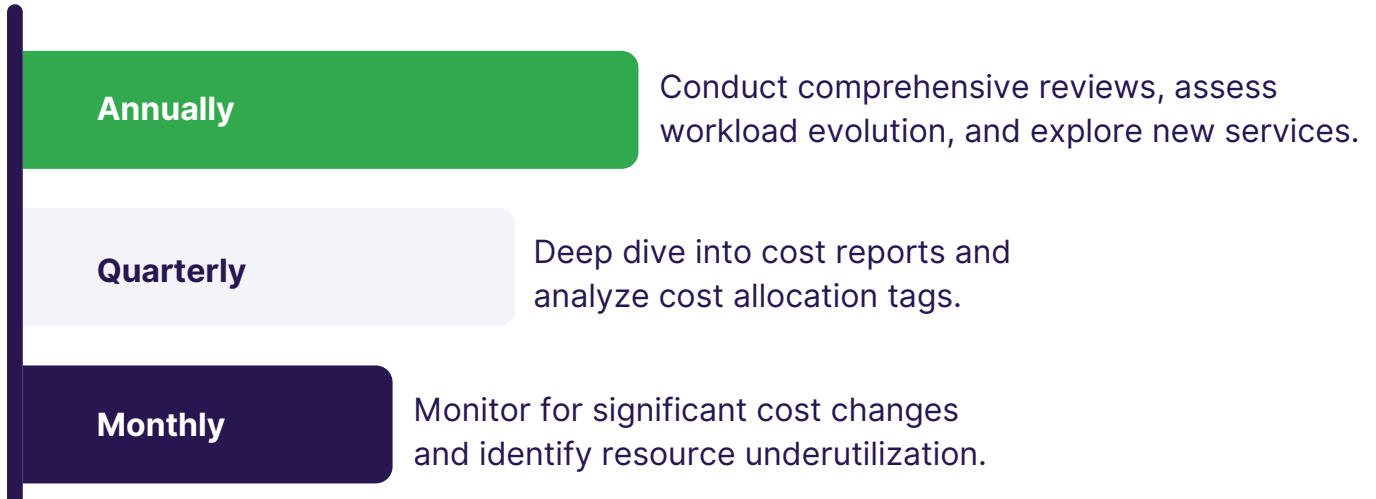 Annually
Conduct comprehensive reviews, assess
workload evolution, and explore new services.
Quarterly
Deep dive into cost reports and
analyze cost allocation tags.
Monthly
Monitor for significant cost changes
and identify resource underutilization.